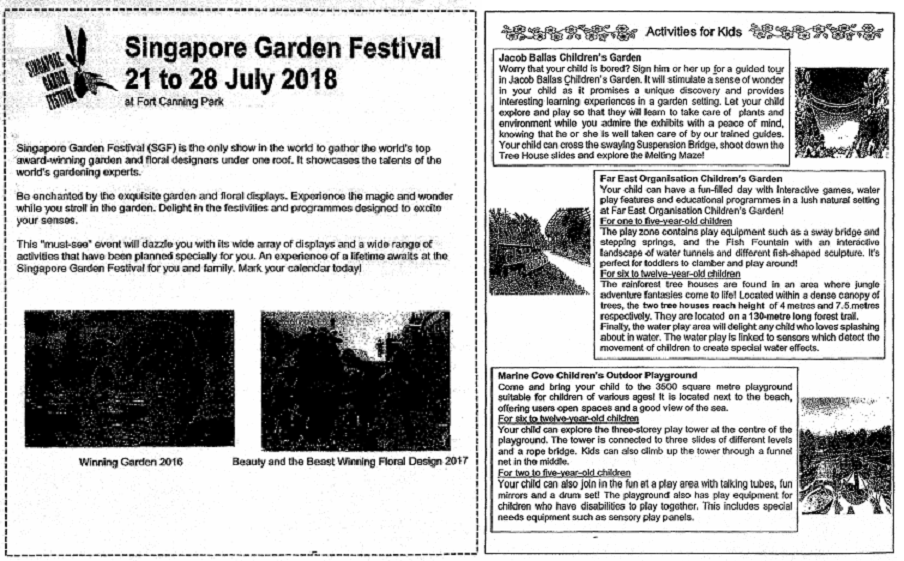 SINGAPORE
GARDEN
FESTIVAL
Singapore Garden Festival
21 to 28 July 2018
at Fort Canning Park
Singapore Garden Festival (SGF) is the only show in the world to gather the world's top
award-winning garden and floral designers under one roof. It showcases the talents of the
world's gardening experts.
Be enchanted by the exquisite garden and floral displays. Experience the magic and wonder
while you stroll in the garden. Delight in the festivities and programmes designed to excite
your senses.
This "must-see" event will dazzle you with its wide array of displays and a wide range of
activities that have been planned specially for you. An experience of a lifetime awaits at the
Singapore Garden Festival for you and family. Mark your calendar today!
Winning Garden 2016
Beauty and the Beast Winning Floral Design 2017
Activities for Kids
Jacob Ballas Children's Garden
Worry that your child is bored? Sign him or her up for a guided tour
in Jacob Ballas Children's Garden. It will stimulate a sense of wonder
in your child as it promises a unique discovery and provides
interesting learning experiences in a garden setting. Let your child
explore and play so that they will learn to take care of plants and
environment while you admire the exhibits with a peace of mind,
knowing that he or she is well taken care of by our trained guides.
Your child can cross the swaying Suspension Bridge, shoot down the
Tree House slides and explore the Melting Maze!
Far East Organisation Children's Garden
Your child can have a fun-filled day with interactive games, water
play features and educational programmes in a lush natural setting
at Far East Organisation Children's Garden!
For one to five-year-old children
The play zone contains play equipment such as a sway bridge and
stepping springs, and the Fish Fountain with an interactive
landscape of water tunnels and different fish-shaped sculpture. It's
perfect for toddlers to clamber and play around!
For six to twelve-year-old children
The rainforest tree houses are found in an area where jungle
adventure fantasies come to life! Located within a dense canopy of
trees, the two tree houses reach height of 4 metres and 7.5 metres
respectively. They are located on a 130-metre long forest trail.
Finally, the water play area will delight any child who loves splashing
about in water. The water play is linked to sensors which detect the
movement of children to create special water effects.
Marine Cove Children's Outdoor Playground
Come and bring your child to the 3500 square metre playground
suitable for children of various ages! It is located next to the beach,
offering users open spaces and a good view of the sea.
For six to twelve-year-old children
Your child can explore the three-storey play tower at the centre of the
playground. The tower is connected to three slides of different levels
and a rope bridge. Kids can also climb up the tower through a funnel
net in the middle.
For two to five-year-old children
Your child can also join in the fun at a play area with talking tubes, fun
mirrors and a drum set! The playground also has play equipment for
children who have disabilities to play together. This includes special
needs equipment such as sensory play panels.